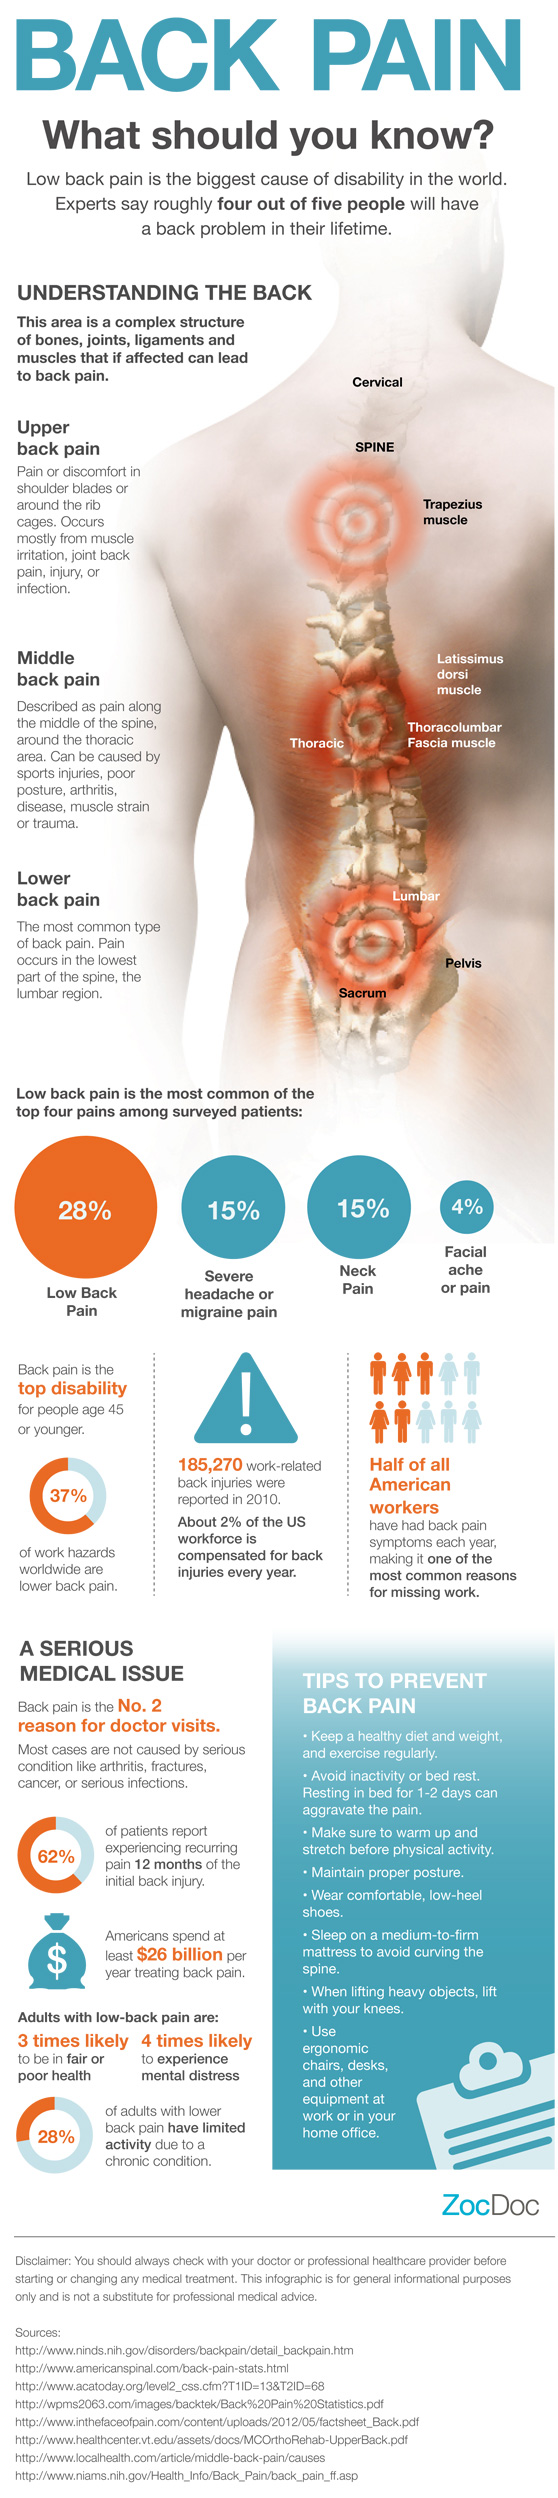 BACK PAIN
What should you know?
Low back pain is the biggest cause of disability in the world.
Experts say roughly four out of five people will have
a back problem in their lifetime.
UNDERSTANDING THE BACK
This area is a complex structure
of bones, joints, ligaments and
muscles that if affected can lead
to back pain.
Cervical
SPINE
Trapezius
muscle
Upper
back pain
Pain or discomfort in
shoulder blades or
around the rib
cages. Occurs
mostly from muscle
irritation, joint back
pain, injury, or
infection.
Middle
back pain
Described as pain along
the middle of the spine,
around the thoracic
area. Can be caused by
sports injuries, poor
posture, arthritis,
disease, muscle strain
or trauma.
Latissimus
dorsi
muscle
Thoracic
Thoracolumbar
Fascia muscle
Lower
back pain
The most common type
of back pain. Pain
occurs in the lowest
part of the spine, the
lumbar region.
Lumbar
Pelvis
Sacrum
Low back pain is the most common of the
top four pains among surveyed patients:
28%
Low Back
Pain
15%
Severe
headache or
migraine pain
15%
Neck
Pain
4%
Facial
ache
or pain
Back pain is the
top disability
for people age 45
or younger.
37%
of work hazards
worldwide are
lower back pain.
185,270 work-related
back injuries were
reported in 2010.
About 2% of the US
workforce is
compensated for back
injuries every year.
Half of all
American
workers
have had back pain
symptoms each year,
making it one of the
most common reasons
for missing work.
A SERIOUS
MEDICAL ISSUE
Back pain is the No. 2
reason for doctor visits.
Most cases are not caused by serious
condition like arthritis, fractures,
cancer, or serious infections.
62%
of patients report
experiencing recurring
pain 12 months of the
initial back injury.
$
Americans spend at
least $26 billion per
year treating back pain.
Adults with low-back pain are:
3 times likely
to be in fair or
poor health
4 times likely
to experience
mental distress
28%
of adults with lower
back pain have limited
activity due to a
chronic condition.
TIPS TO PREVENT
BACK PAIN
• Keep a healthy diet and weight,
and exercise regularly.
• Avoid inactivity or bed rest.
Resting in bed for 1-2 days can
aggravate the pain.
• Make sure to warm up and
stretch before physical activity.
• Maintain proper posture.
• Wear comfortable, low-heel
shoes.
• Sleep on a medium-to-firm
mattress to avoid curving the
spine.
• When lifting heavy objects, lift
with your knees.
• Use
ergonomic
chairs, desks,
and other
equipment at
work or in your
home office.
ZocDoc
Disclaimer: You should always check with your doctor or professional healthcare provider before
starting or changing any medical treatment. This infographic is for general informational purposes
only and is not a substitute for professional medical advice.
Sources:
http://www.ninds.nih.gov/disorders/backpain/detail_backpain.htm
http://www.americanspinal.com/back-pain-stats.html
http://www.acatoday.org/level2_css.cfm?T1ID=13&T2ID=68
http://wpms2063.com/images/backtek/Back%20Pain%20Statistics.pdf
http://www.inthefaceofpain.com/content/uploads/2012/05/factsheet_Back.pdf
http://www.healthcenter.vt.edu/assets/docs/MCOrthoRehab-UpperBack.pdf
http://www.localhealth.com/article/middle-back-pain/causes
http://www.niams.nih.gov/Health_Info/Back_Pain/back_pain_ff.asp